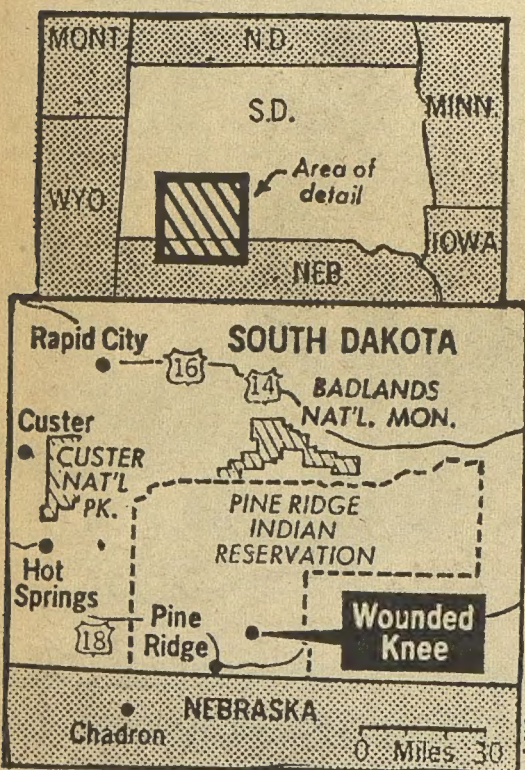 MONT.
N.D.
S.D.
MINN.
Area of
detail
WYO.
IOWA
NEB.
Rapid City
SOUTH DAKOTA
16
14
BADLANDS
NAT'L. MON.
Custer
CUSTER
NAT'L
PK.
PINE RIDGE
INDIAN
RESERVATION
Hot
Springs
18
Pine
Ridge
Wounded
Knee
NEBRASKA
Chadron
0 Miles 30